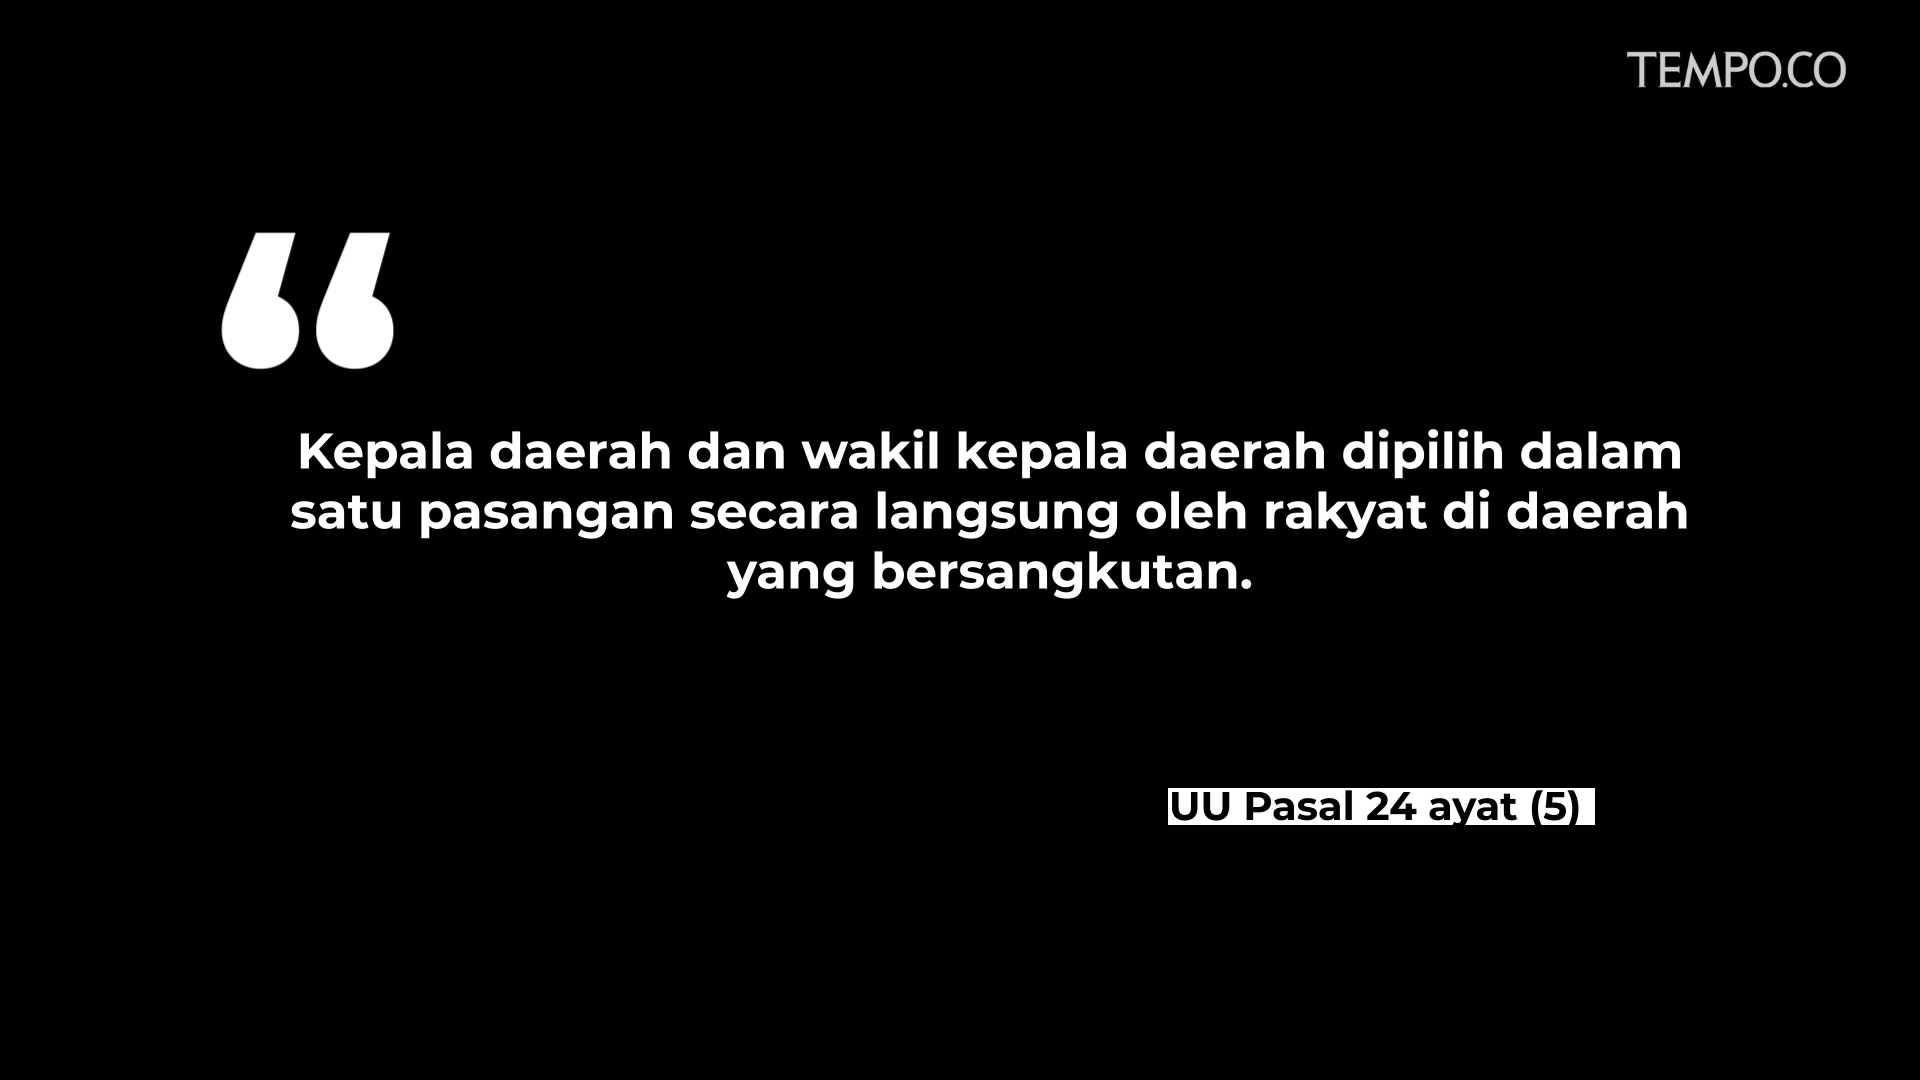 TEMPO.CO
“
Kepala daerah dan wakil kepala daerah dipilih dalam
satu pasangan secara langsung oleh rakyat di daerah
yang bersangkutan.
UU Pasal 24 ayat (5)